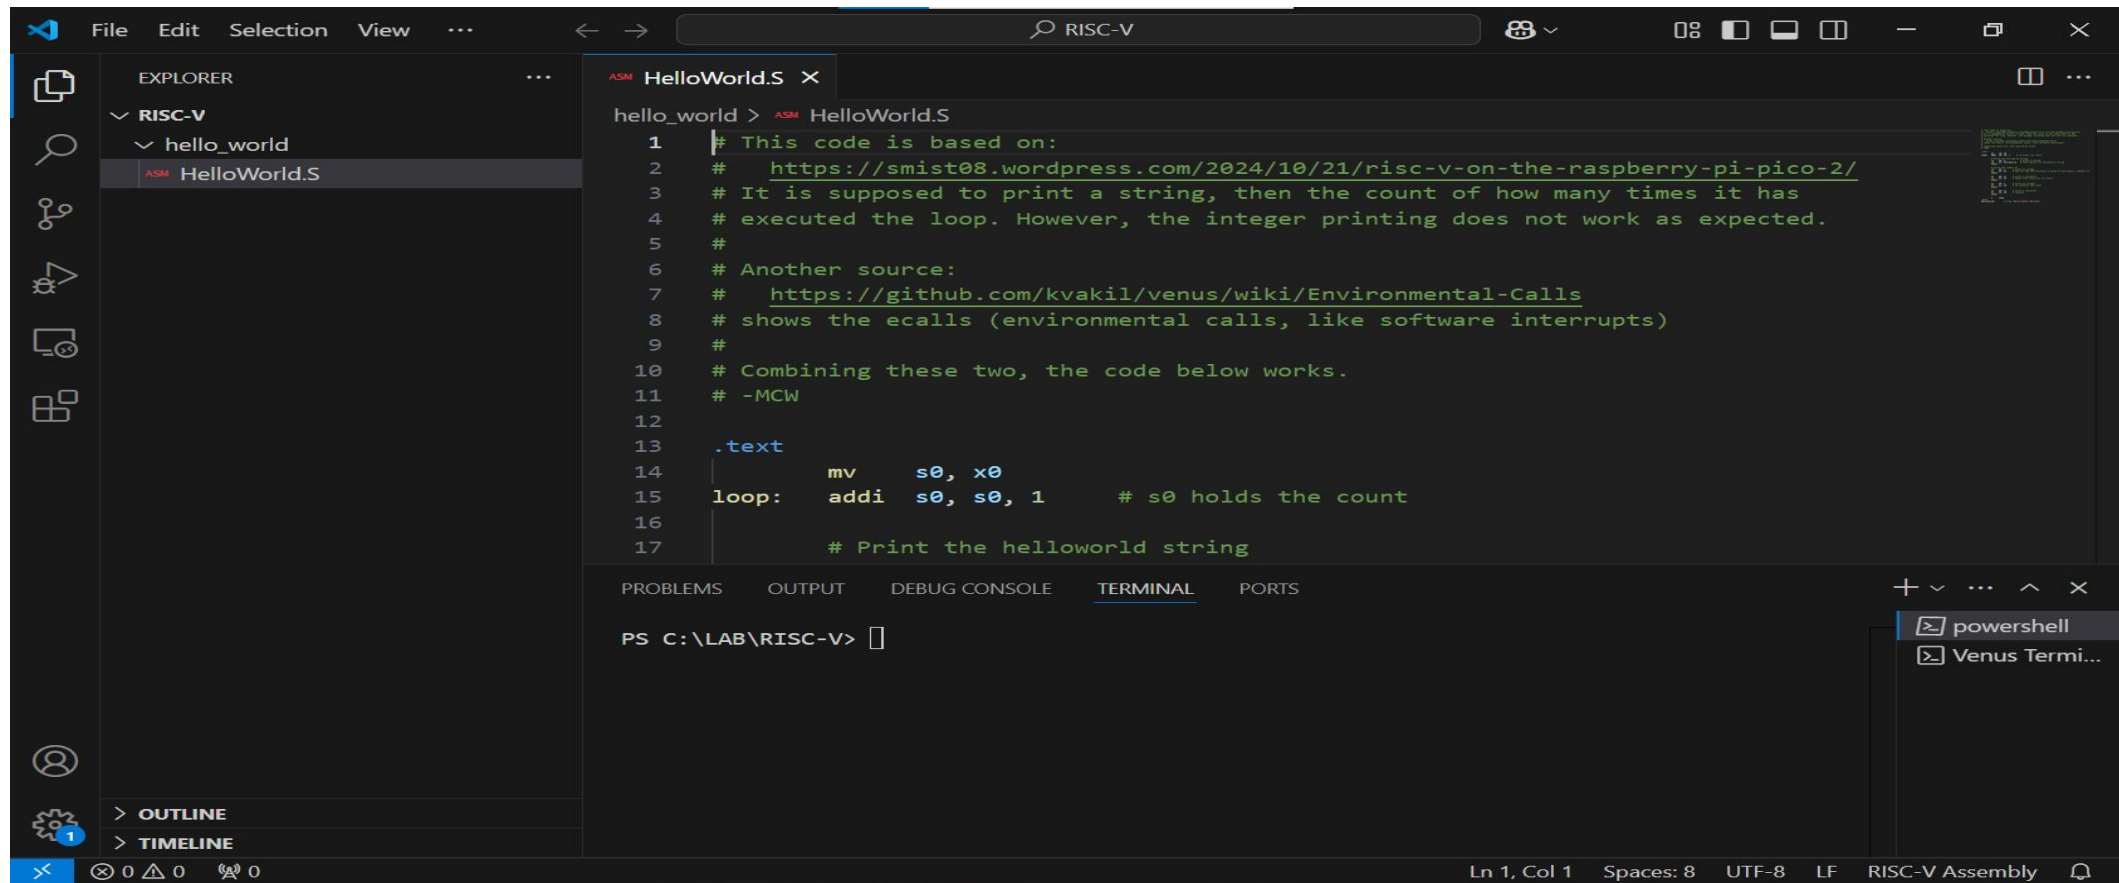 File Edit Selection View ··· RISC-V
EXPLORER ···
RISC-V
hello_world
ASM HelloWorld.S
ASM HelloWorld.S
hello_world > ASM HelloWorld.S
1 # This code is based on:
2 #   https://smist08.wordpress.com/2024/10/21/risc-v-on-the-raspberry-pi-pico-2/
3 # It is supposed to print a string, then the count of how many times it has
4 # executed the loop. However, the integer printing does not work as expected.
5 #
6 # Another source:
7 #   https://github.com/kvakil/venus/wiki/Environmental-Calls
8 # shows the ecalls (environmental calls, like software interrupts)
9 #
10 # Combining these two, the code below works.
11 # -MCW
12
13 .text
14         mv    s0, x0
15 loop:   addi  s0, s0, 1     # s0 holds the count
16
17         # Print the helloworld string
PROBLEMS OUTPUT DEBUG CONSOLE TERMINAL PORTS
PS C:\LAB\RISC-V>
powershell
Venus Termi...
OUTLINE
TIMELINE
1
0 0 0 Ln 1, Col 1 Spaces: 8 UTF-8 LF RISC-V Assembly